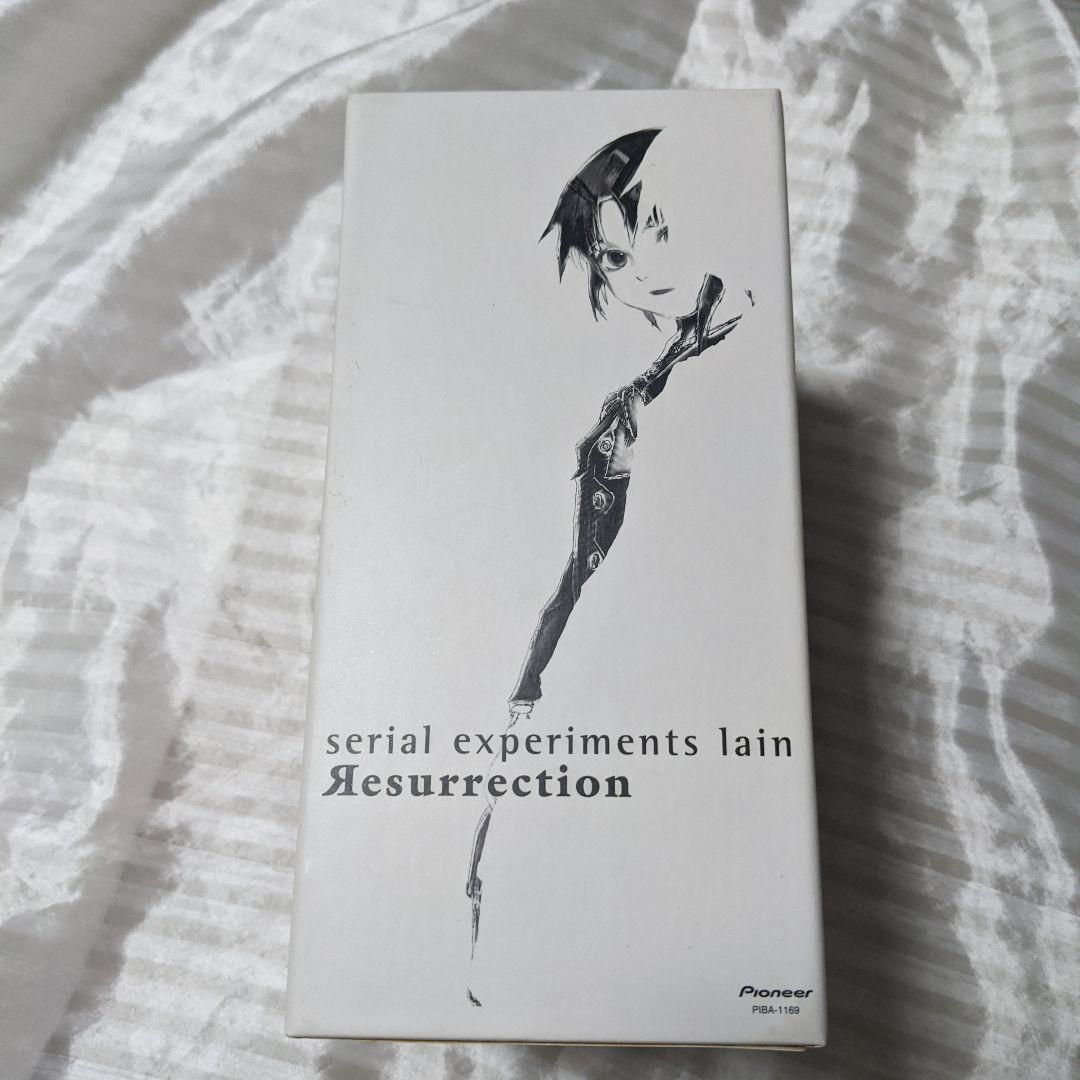 serial experiments lain
Яesurrection
Pioneer
PIBA-1169